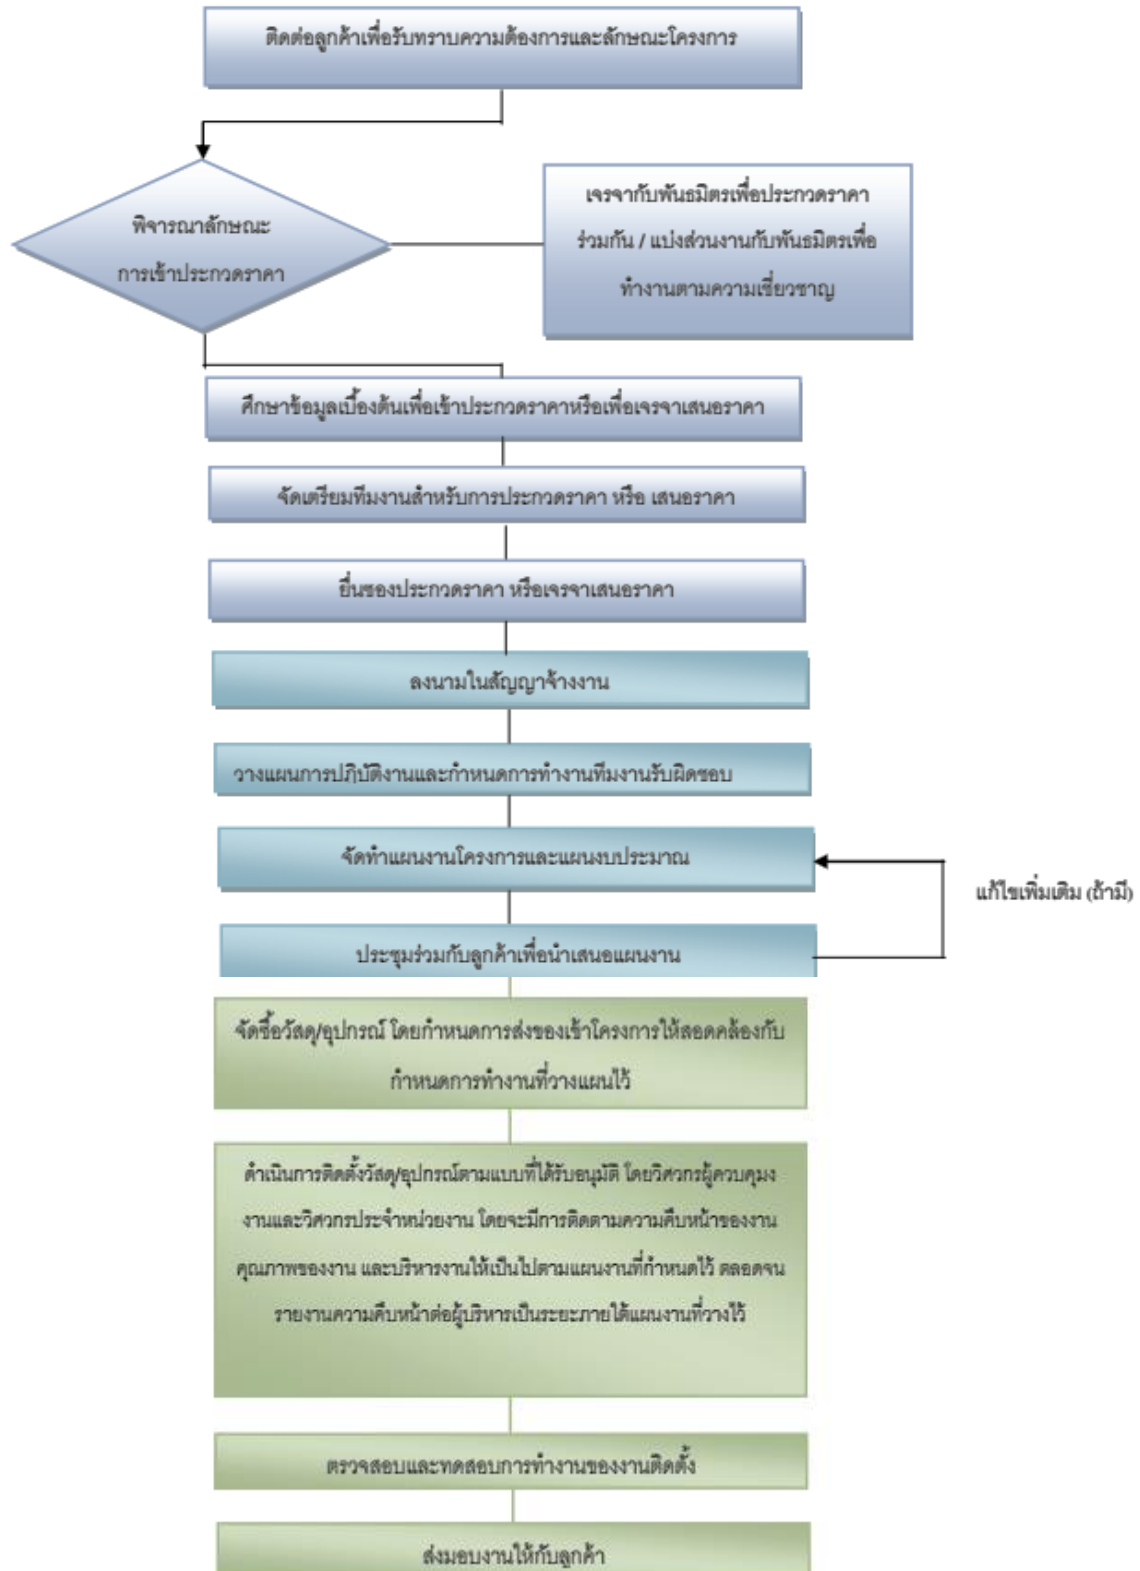 ติดต่อลูกค้าเพื่อรับทราบความต้องการและลักษณะโครงการ
พิจารณาลักษณะ
การเข้าประกวดราคา
เจรจากับพันธมิตรเพื่อประกวดราคา
ร่วมกัน / แบ่งส่วนงานกับพันธมิตรเพื่อ
ทำงานตามความเชี่ยวชาญ
ศึกษาข้อมูลเบื้องต้นเพื่อเข้าประกวดราคาหรือเพื่อเจรจาเสนอราคา
จัดเตรียมทีมงานสำหรับการประกวดราคา หรือ เสนอราคา
ยื่นซองประกวดราคา หรือเจรจาเสนอราคา
ลงนามในสัญญาจ้างงาน
วางแผนการปฏิบัติงานและกำหนดการทำงานทีมงานรับผิดชอบ
จัดทำแผนงานโครงการและแผนงบประมาณ
แก้ไขเพิ่มเติม (ถ้ามี)
ประชุมร่วมกับลูกค้าเพื่อนำเสนอแผนงาน
จัดซื้อวัสดุ/อุปกรณ์ โดยกำหนดการส่งของเข้าโครงการให้สอดคล้องกับ
กำหนดการทำงานที่วางแผนไว้
ดำเนินการติดตั้งวัสดุ/อุปกรณ์ตามแบบที่ได้รับอนุมัติ โดยวิศวกรผู้ควบคุมง
งานและวิศวกรประจำหน่วยงาน โดยจะมีการติดตามความคืบหน้าของงาน
คุณภาพของงาน และบริหารงานให้เป็นไปตามแผนงานที่กำหนดไว้ ตลอดจน
รายงานความคืบหน้าต่อผู้บริหารเป็นระยะภายใต้แผนงานที่วางไว้
ตรวจสอบและทดสอบการทำงานของงานติดตั้ง
ส่งมอบงานให้กับลูกค้า